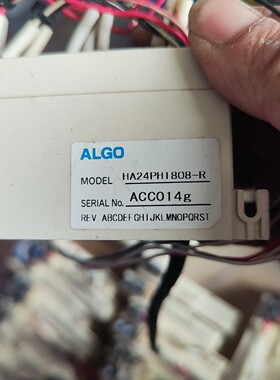 ALGO
MODEL HA24PH1808-R
SERIAL No. ACC014g
REV ABCDEFGHIJKLMNOPQRST